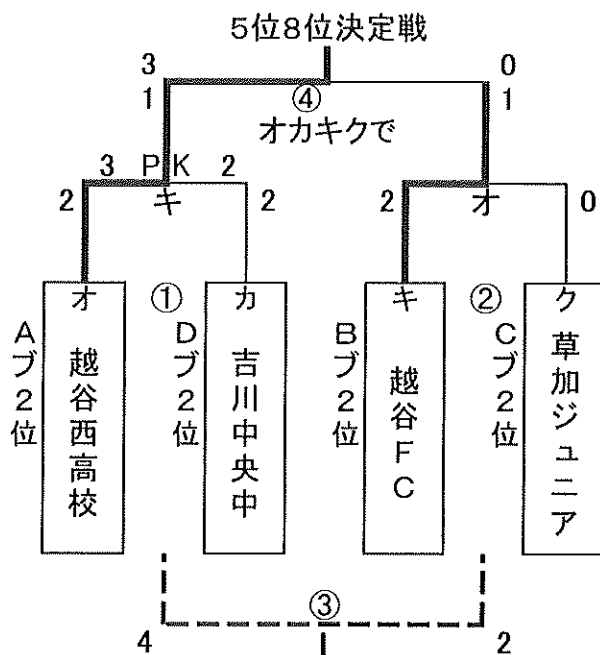 5位8位決定戦
3 0
1 ④ 1
オカキクで
3 PK 2
2 キ 2 2 オ 0
オ ① カ キ ② ク
Aブ2位
越谷西高校
Dブ2位
吉川中央中
Bブ2位
越谷FC
Cブ2位
草加ジュニア
③
4 2